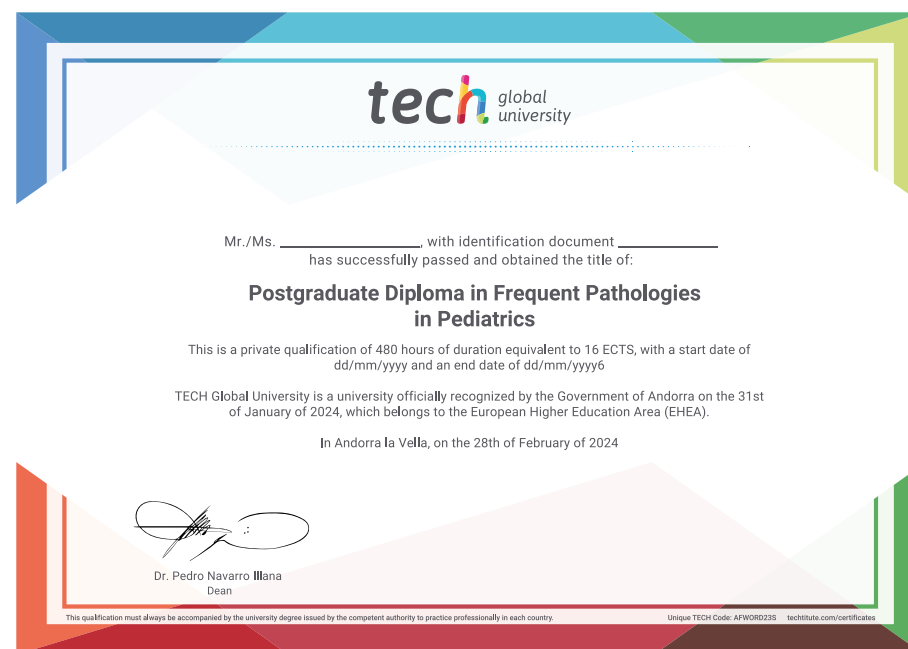 tech global
university
Mr./Ms. ____________________, with identification document ______________
has successfully passed and obtained the title of:
Postgraduate Diploma in Frequent Pathologies
in Pediatrics
This is a private qualification of 480 hours of duration equivalent to 16 ECTS, with a start date of
dd/mm/yyyy and an end date of dd/mm/yyyy6
TECH Global University is a university officially recognized by the Government of Andorra on the 31st
of January of 2024, which belongs to the European Higher Education Area (EHEA).
In Andorra la Vella, on the 28th of February of 2024
Dr. Pedro Navarro Illana
Dean
This qualification must always be accompanied by the university degree issued by the competent authority to practice professionally in each country.
Unique TECH Code: AFWORD23S techtitute.com/certificates